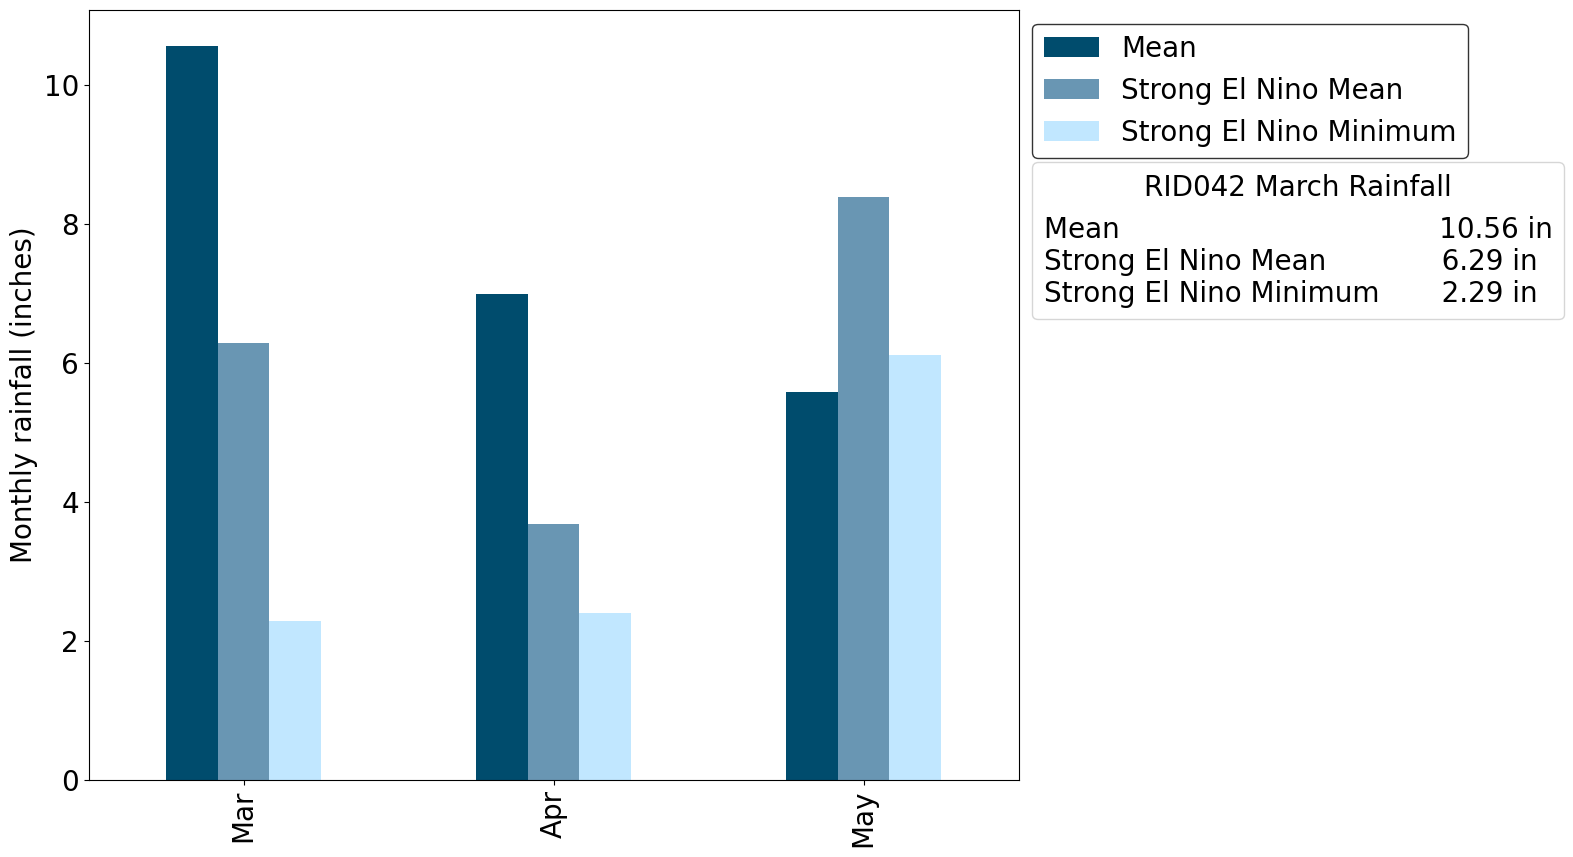 Monthly rainfall (inches)
10
8
6
4
2
0
Mar
Apr
May
Mean
Strong El Nino Mean
Strong El Nino Minimum
RID042 March Rainfall
Mean 10.56 in
Strong El Nino Mean 6.29 in
Strong El Nino Minimum 2.29 in